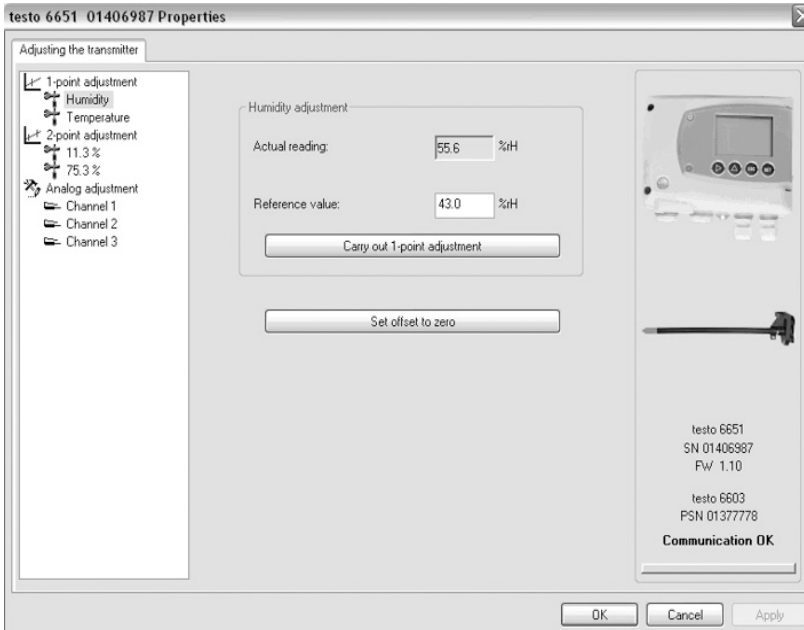 testo 6651 01406987 Properties
Adjusting the transmitter
1-point adjustment
Humidity
Temperature
2-point adjustment
11.3 %
75.3 %
Analog adjustment
Channel 1
Channel 2
Channel 3
Humidity adjustment
Actual reading: 55.6 %rH
Reference value: 43.0 %rH
Carry out 1-point adjustment
Set offset to zero
testo 6651
SN 01406987
FW 1.10
testo 6603
PSN 01377778
Communication OK
OK Cancel Apply